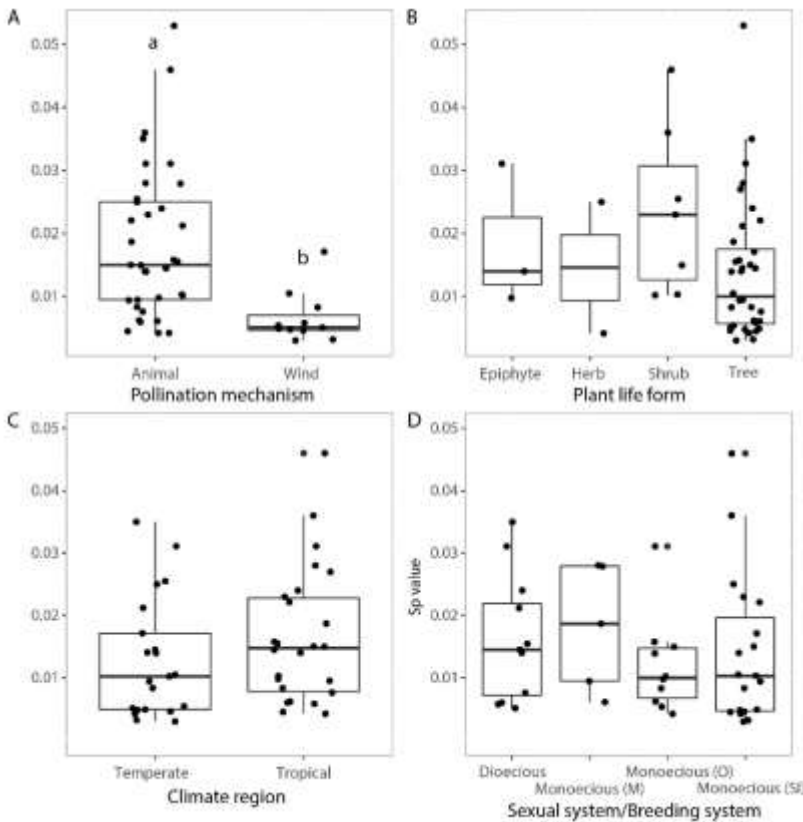 A
0.05
0.04
0.03
0.02
0.01
a
b
Animal
Wind
Pollination mechanism
B
0.05
0.04
0.03
0.02
0.01
Epiphyte
Herb
Shrub
Tree
Plant life form
C
0.05
0.04
0.03
0.02
0.01
Temperate
Tropical
Climate region
D
0.05
0.04
0.03
0.02
0.01
Sp value
Dioecious
Monoecious (M)
Monoecious (O)
Monoecious (SI)
Sexual system/Breeding system